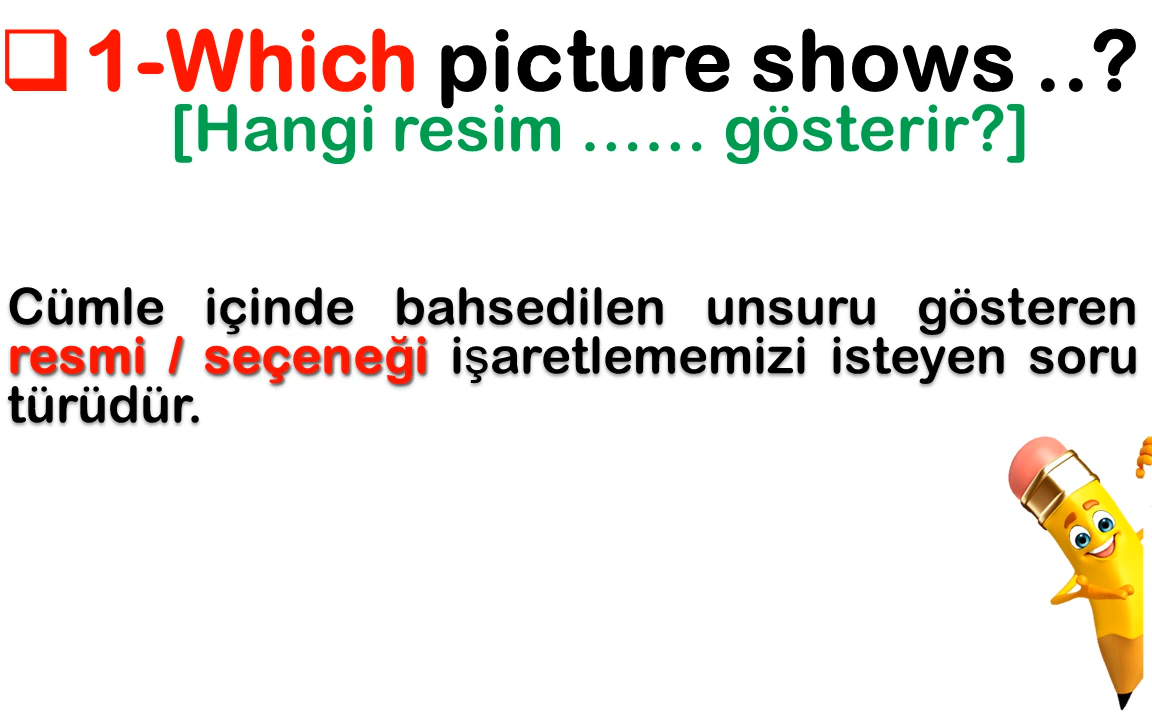 ❑ 1-Which picture shows ..?
[Hangi resim ...... gösterir?]
Cümle içinde bahsedilen unsuru gösteren
resmi / seçeneği işaretlememizi isteyen soru
türüdür.